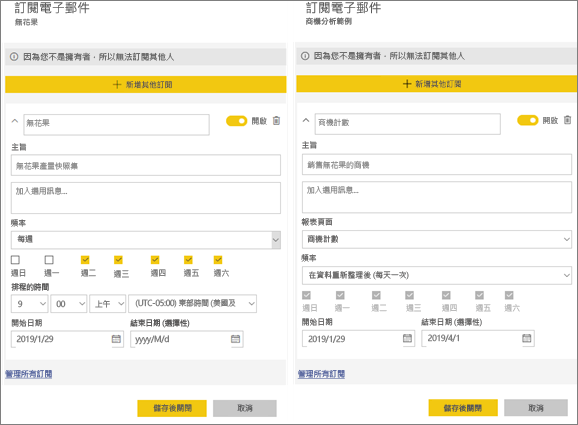 訂閱電子郵件
無花果
因為您不是擁有者，所以無法訂閱其他人
新增其他訂閱
無花果
開啟
主旨
無花果產量快照集
加入選用訊息...
頻率
每週
週日 週一 週二 週三 週四 週五 週六
排程的時間
9 00 上午 (UTC-05:00) 東部時間 (美國及
開始日期 結束日期 (選擇性)
2019/1/29 yyyy/M/d
管理所有訂閱
儲存後關閉 取消
訂閱電子郵件
商機分析範例
因為您不是擁有者，所以無法訂閱其他人
新增其他訂閱
商機計數
開啟
主旨
銷售無花果的商機
加入選用訊息...
報表頁面
商機計數
頻率
在資料重新整理後 (每天一次)
週日 週一 週二 週三 週四 週五 週六
開始日期 結束日期 (選擇性)
2019/1/29 2019/4/1
管理所有訂閱
儲存後關閉 取消